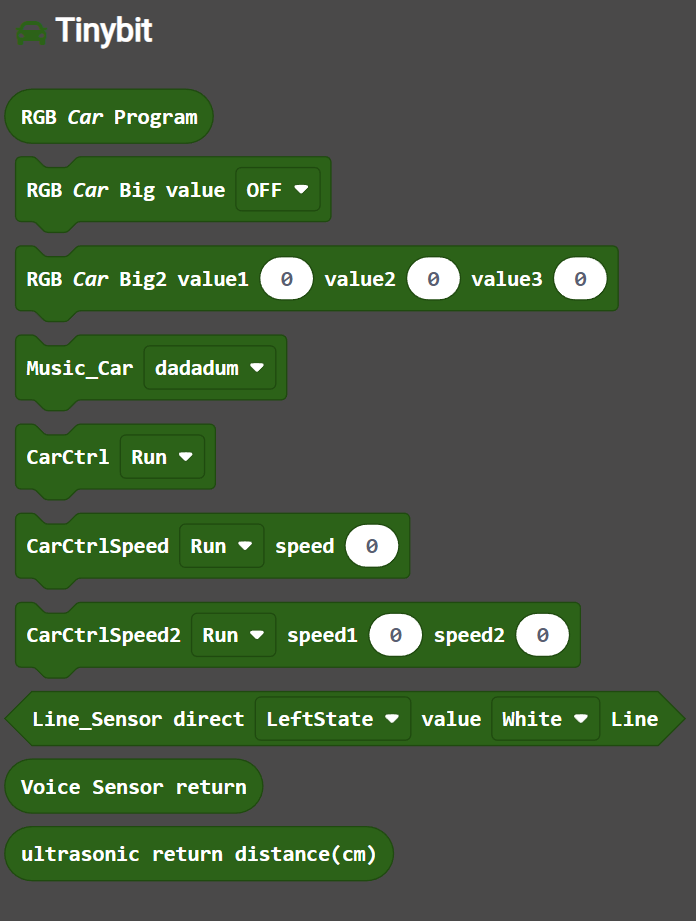 Tinybit
RGB Car Program
RGB Car Big value OFF
RGB Car Big2 value1 0 value2 0 value3 0
Music_Car dadadum
CarCtrl Run
CarCtrlSpeed Run speed 0
CarCtrlSpeed2 Run speed1 0 speed2 0
Line_Sensor direct LeftState value White Line
Voice Sensor return
ultrasonic return distance(cm)